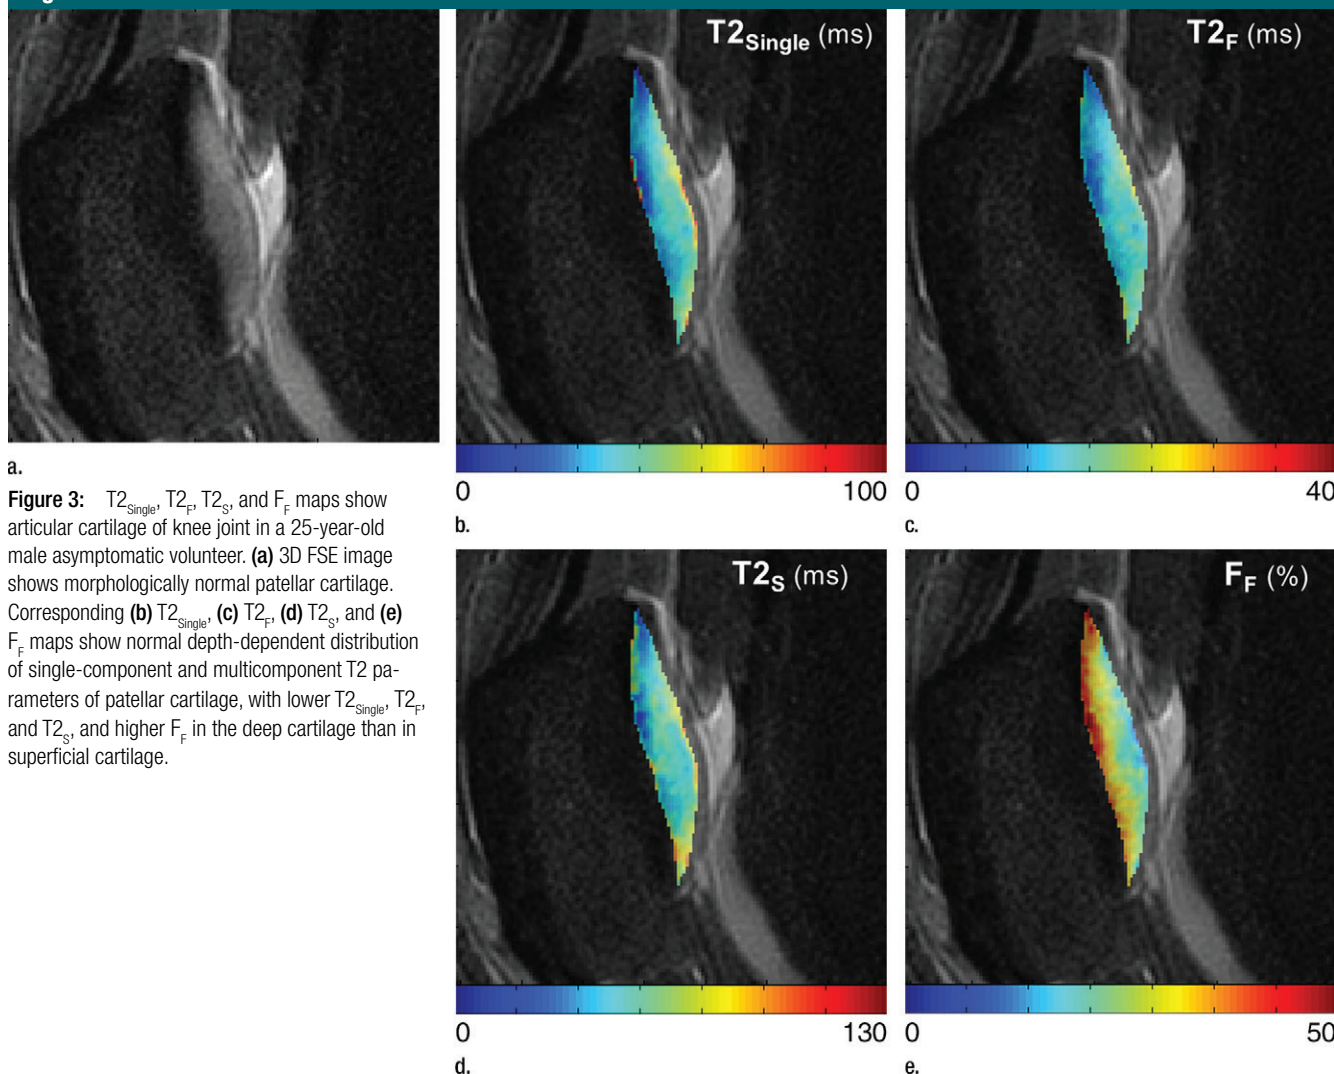 a.
Figure 3: T2Single, T2F, T2S, and FF maps show
articular cartilage of knee joint in a 25-year-old
male asymptomatic volunteer. (a) 3D FSE image
shows morphologically normal patellar cartilage.
Corresponding (b) T2Single, (c) T2F, (d) T2S, and (e)
FF maps show normal depth-dependent distribution
of single-component and multicomponent T2 pa-
rameters of patellar cartilage, with lower T2Single, T2F,
and T2S, and higher FF in the deep cartilage than in
superficial cartilage.
T2Single (ms)
0 100
b.
T2F (ms)
0 40
c.
T2S (ms)
0 130
d.
FF (%)
0 50
e.